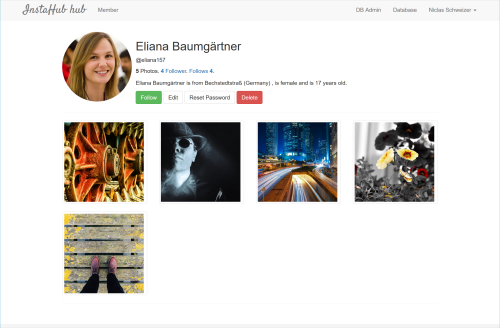 InstaHub hub Member DB Admin Database Niclas Schweizer
Eliana Baumgärtner
@eliana157
5 Photos. 4 Follower. Follows 4.
Eliana Baumgärtner is from Bechstedtstraß (Germany) , is female and is 17 years old.
Follow Edit Reset Password Delete